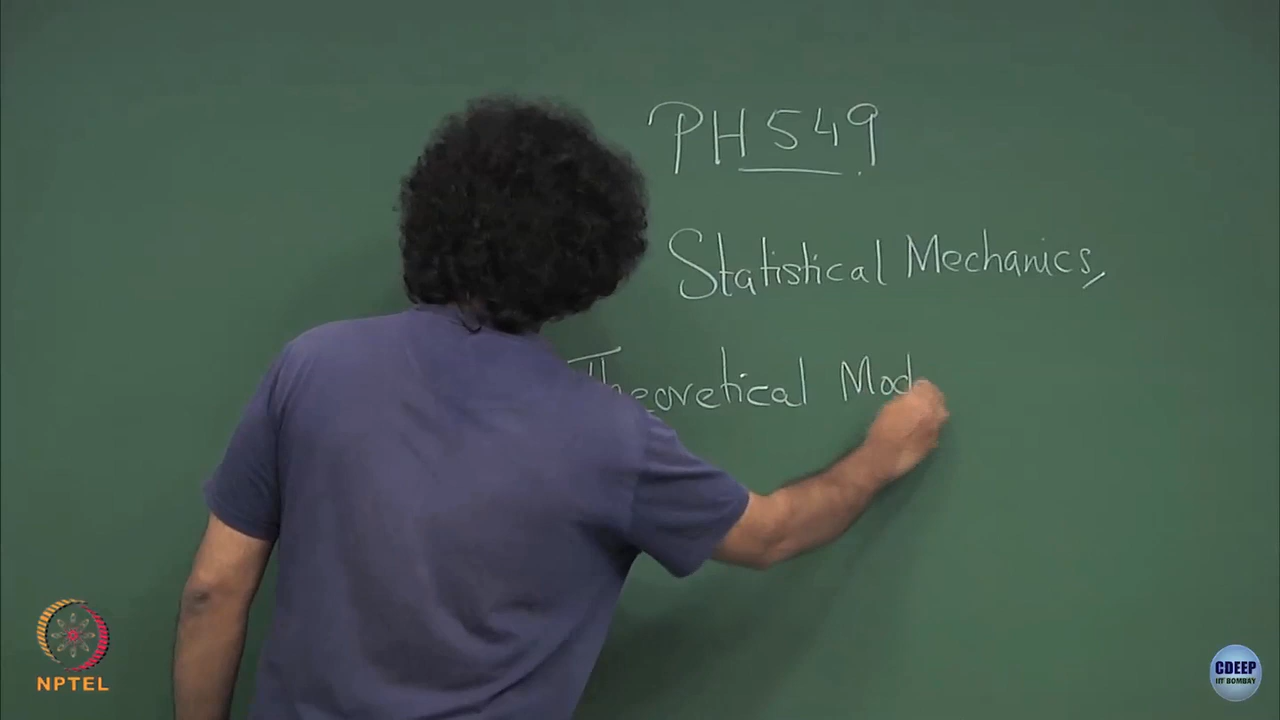 PH 549
Statistical Mechanics,
Theoretical Mod
NPTEL
CDEEP
IIT BOMBAY